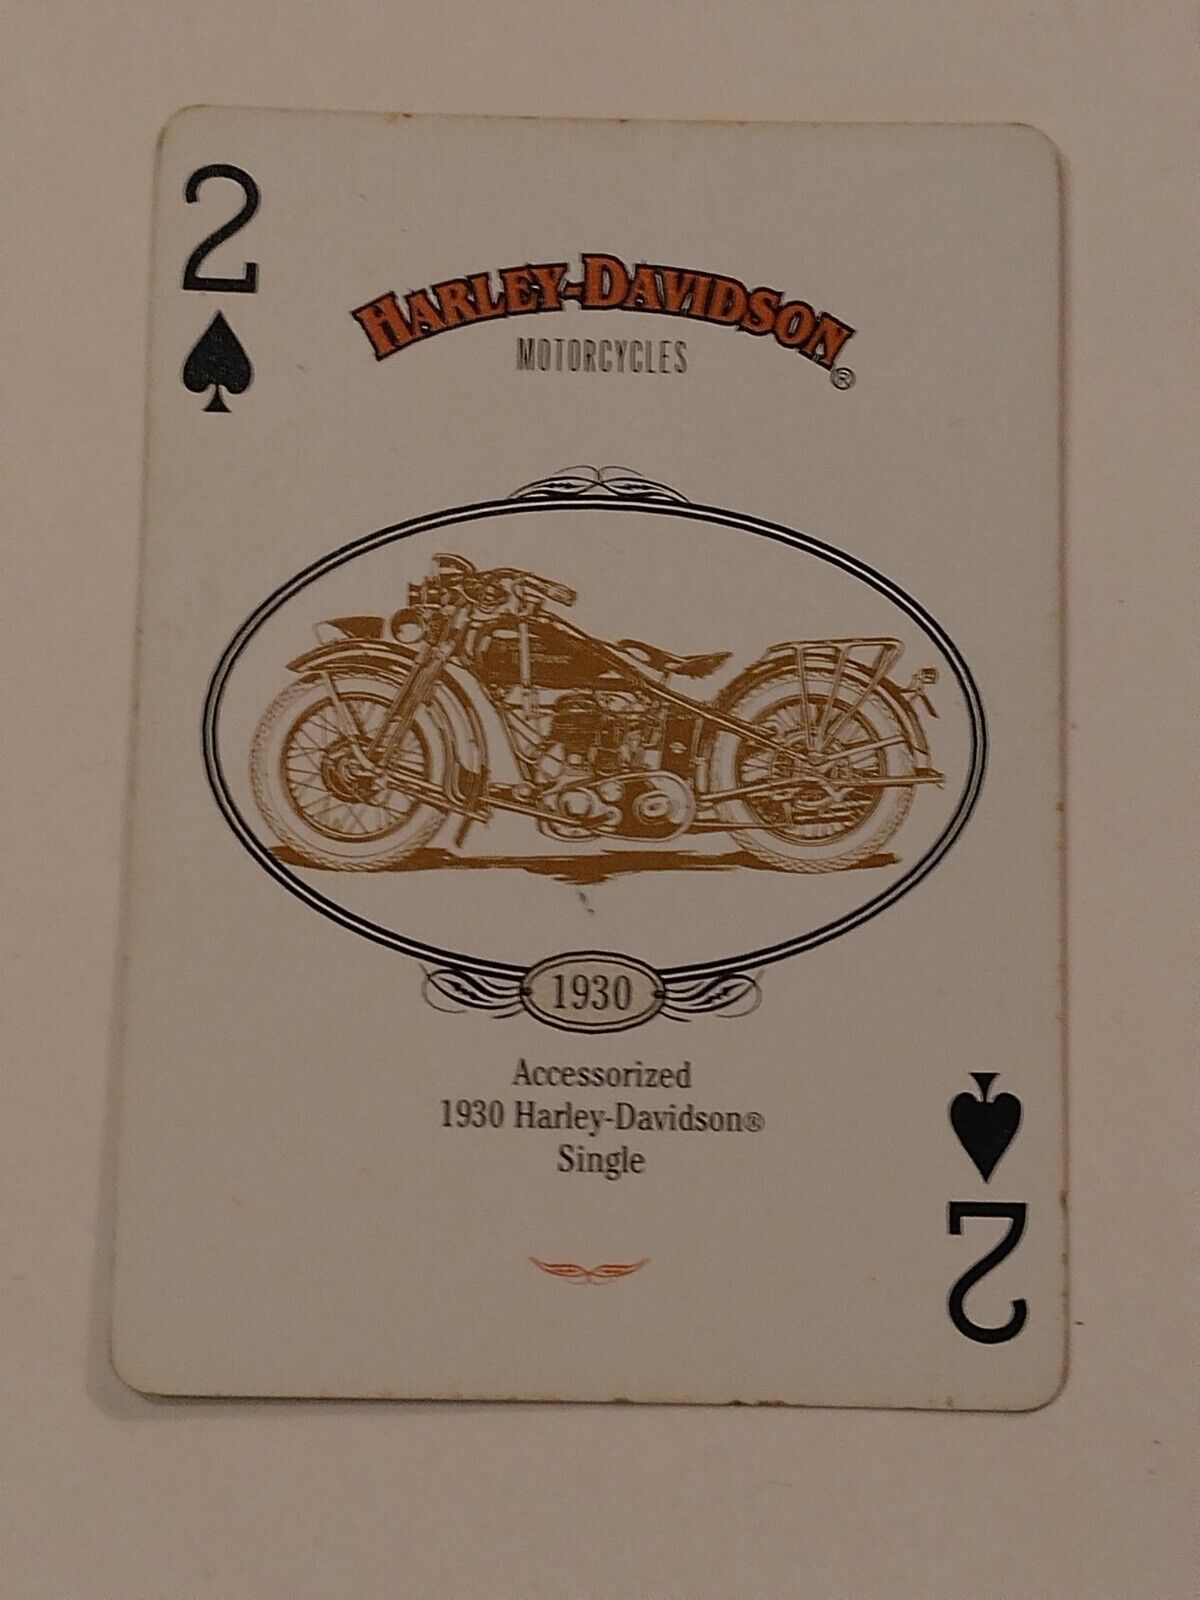 2
HARLEY-DAVIDSON®
MOTORCYCLES
1930
Accessorized
1930 Harley-Davidson®
Single
2